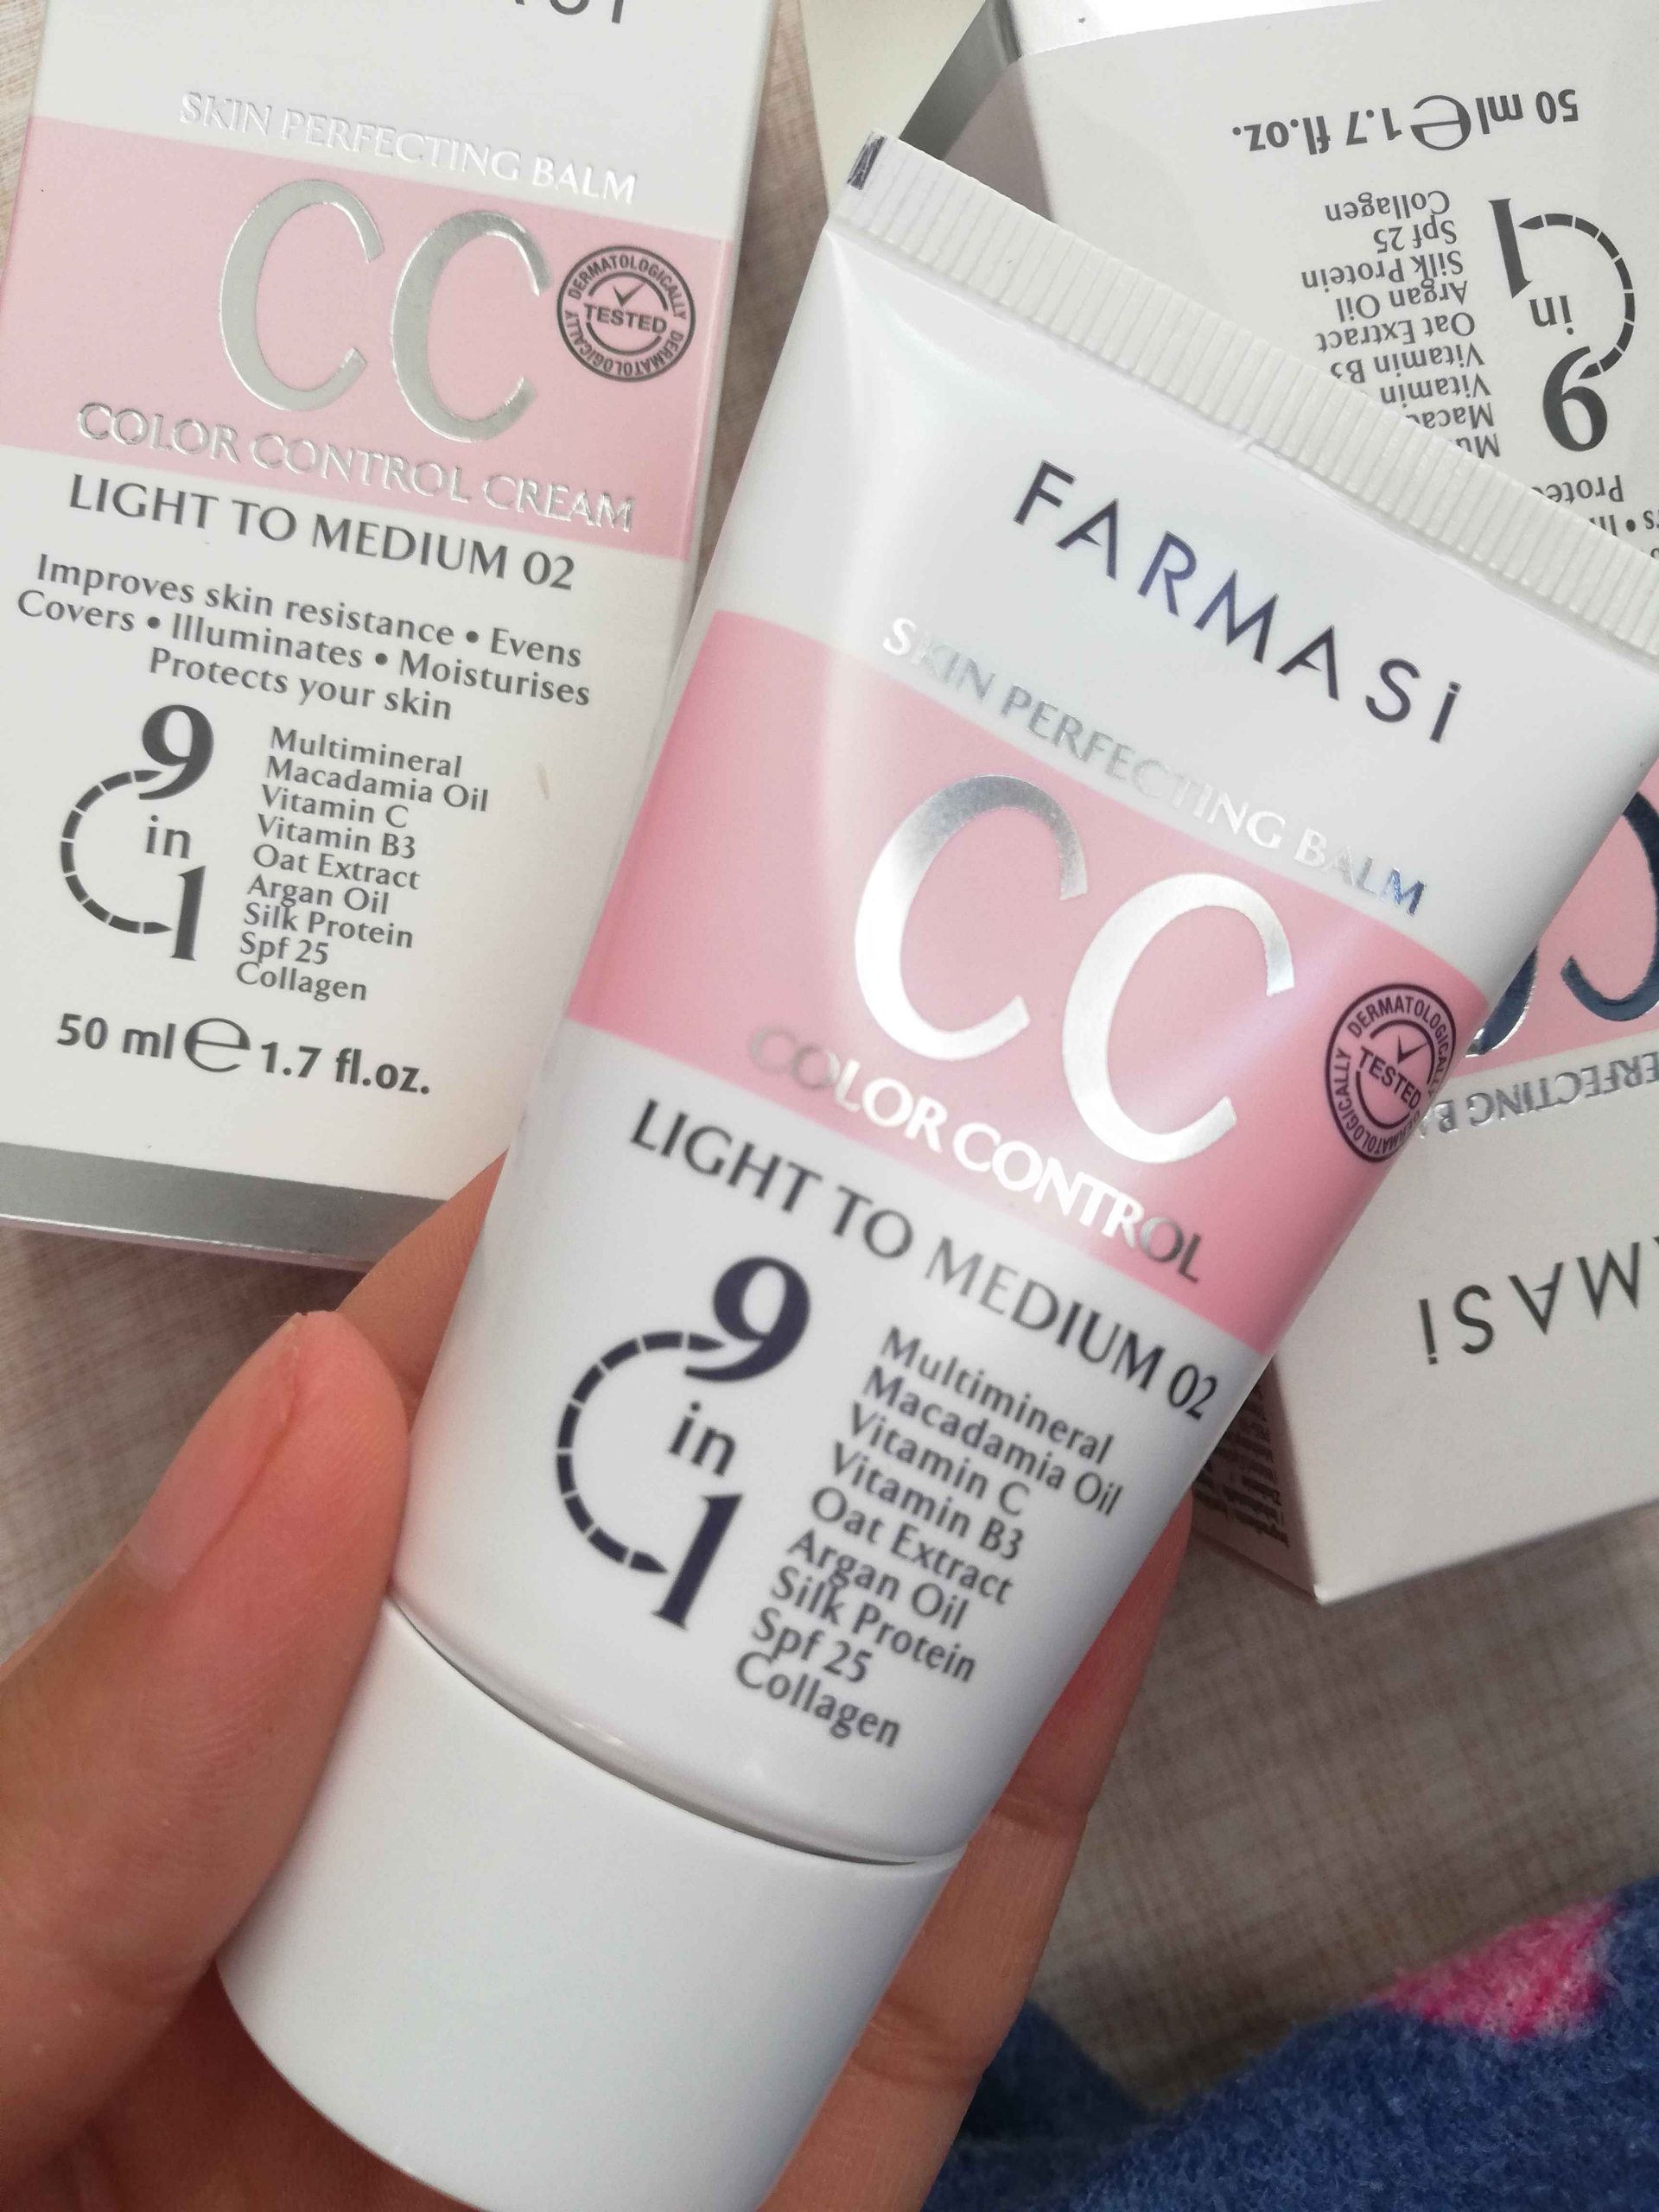 SKIN PERFECTING BALM
CC
DERMATOLOGICALLY
TESTED
DERMATOLOGICALLY
COLOR CONTROL CREAM
LIGHT TO MEDIUM 02
Improves skin resistance • Evens
Covers • Illuminates • Moisturises
Protects your skin
9
in
1
Multimineral
Macadamia Oil
Vitamin C
Vitamin B3
Oat Extract
Argan Oil
Silk Protein
Spf 25
Collagen
50 ml e 1.7 fl.oz.
FARMASi
SKIN PERFECTING BALM
CC
DERMATOLOGICALLY
TESTED
DERMATOLOGICALLY
COLOR CONTROL
LIGHT TO MEDIUM 02
9
in
1
Multimineral
Macadamia Oil
Vitamin C
Vitamin B3
Oat Extract
Argan Oil
Silk Protein
Spf 25
Collagen
9
in
1
Vitamin
Vitamin B3
Oat Extract
Argan Oil
Silk Protein
Spf 25
Collagen
50 ml e 1.7 fl.oz.